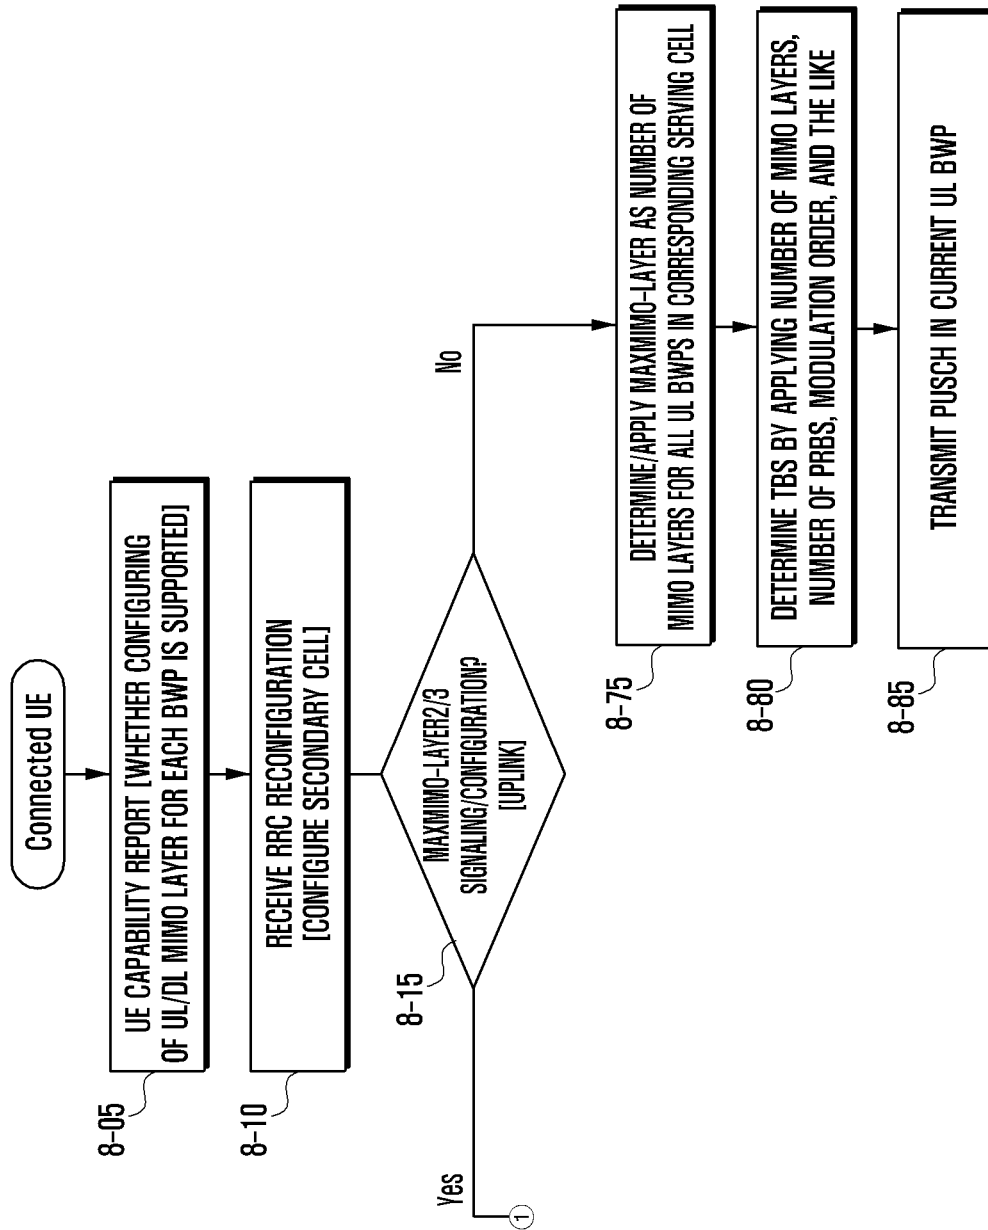 Connected UE
8-05
UE CAPABILITY REPORT [WHETHER CONFIGURING
OF UL/DL MIMO LAYER FOR EACH BWP IS SUPPORTED]
8-10
RECEIVE RRC RECONFIGURATION
[CONFIGURE SECONDARY CELL]
8-15
MAXMIMO-LAYER2/3
SIGNALING/CONFIGURATION?
[UPLINK]
Yes
1
No
8-75
DETERMINE/APPLY MAXMIMO-LAYER AS NUMBER OF
MIMO LAYERS FOR ALL UL BWPS IN CORRESPONDING SERVING CELL
8-80
DETERMINE TBS BY APPLYING NUMBER OF MIMO LAYERS,
NUMBER OF PRBS, MODULATION ORDER, AND THE LIKE
8-85
TRANSMIT PUSCH IN CURRENT UL BWP